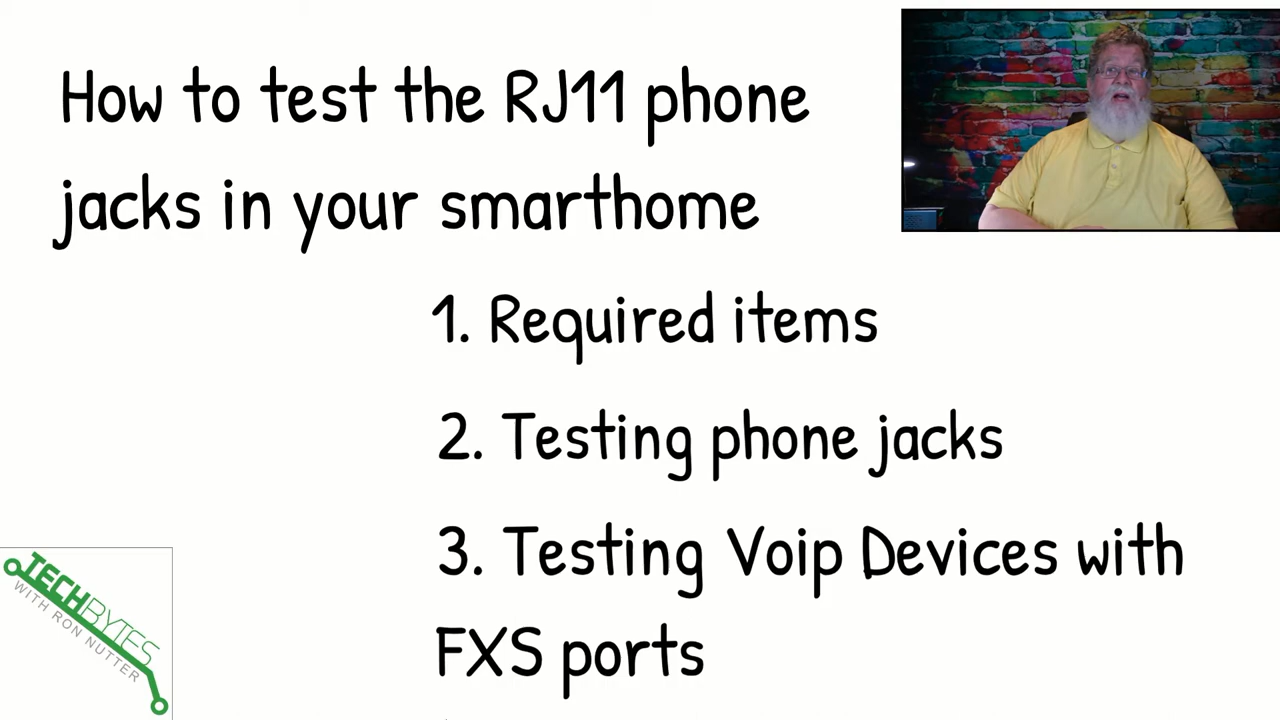 How to test the RJ11 phone
jacks in your smarthome
1. Required items
2. Testing phone jacks
3. Testing Voip Devices with
FXS ports
TECHBYTES
WITH RON NUTTER